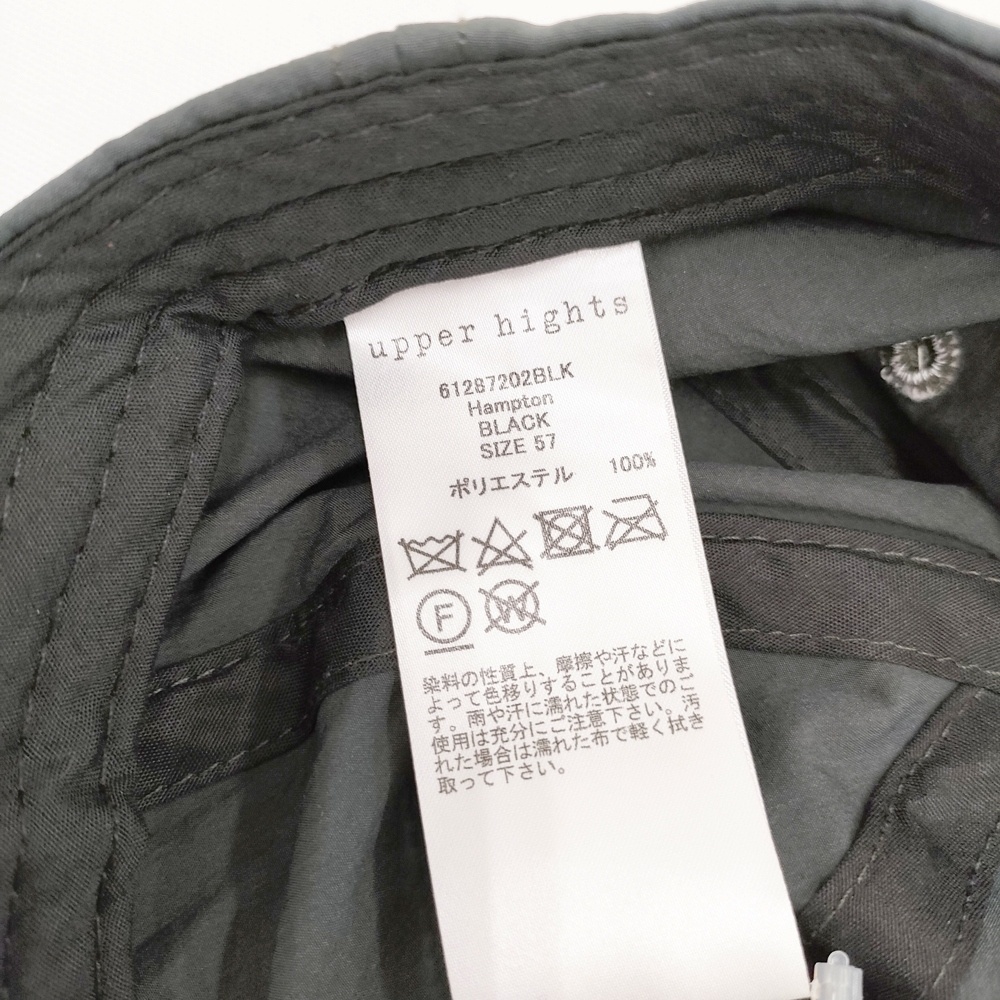 upper hights
61287202BLK
Hampton
BLACK
SIZE 57
ポリエステル 100%
F
W
染料の性質上、摩擦や汗などに
よって色移りすることがありま
す。雨や汗に濡れた状態でのご
使用は充分にご注意下さい。汚
れた場合は濡れた布で軽く拭き
取って下さい。